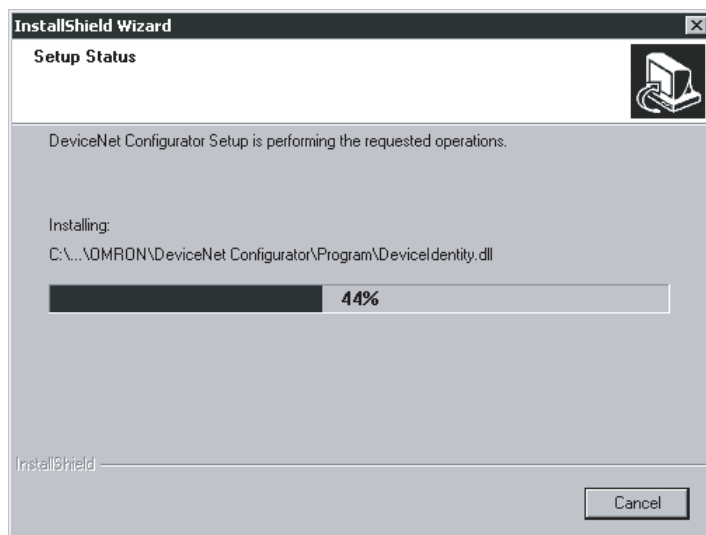 InstallShield Wizard
Setup Status
DeviceNet Configurator Setup is performing the requested operations.
Installing:
C:\...\OMRON\DeviceNet Configurator\Program\DeviceIdentity.dll
44%
InstallShield
Cancel